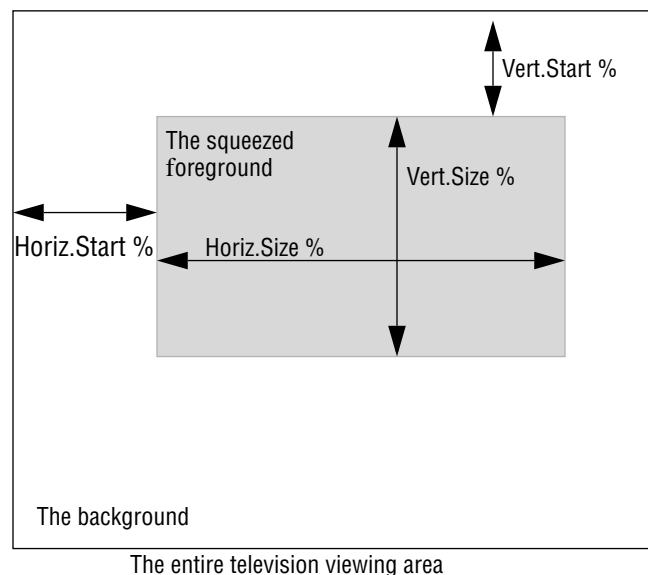 Vert.Start %
The squeezed
foreground
Vert.Size %
Horiz.Start %
Horiz.Size %
The background
The entire television viewing area